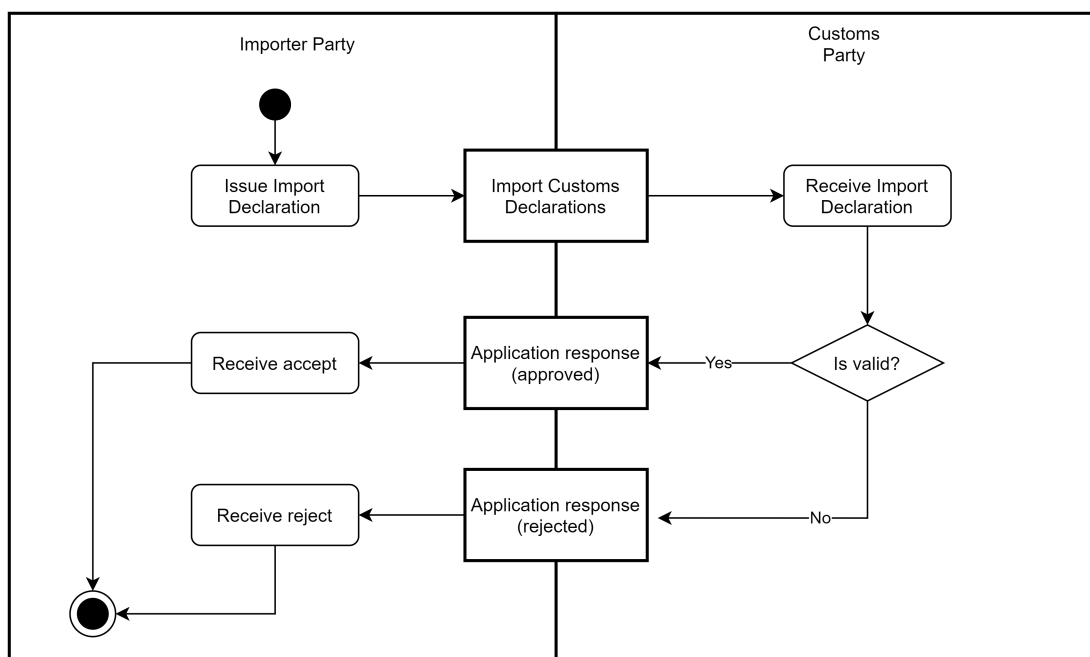 Importer Party
Customs
Party
Issue Import
Declaration
Import Customs
Declarations
Receive Import
Declaration
Receive accept
Application response
(approved)
Yes
Is valid?
Receive reject
Application response
(rejected)
No